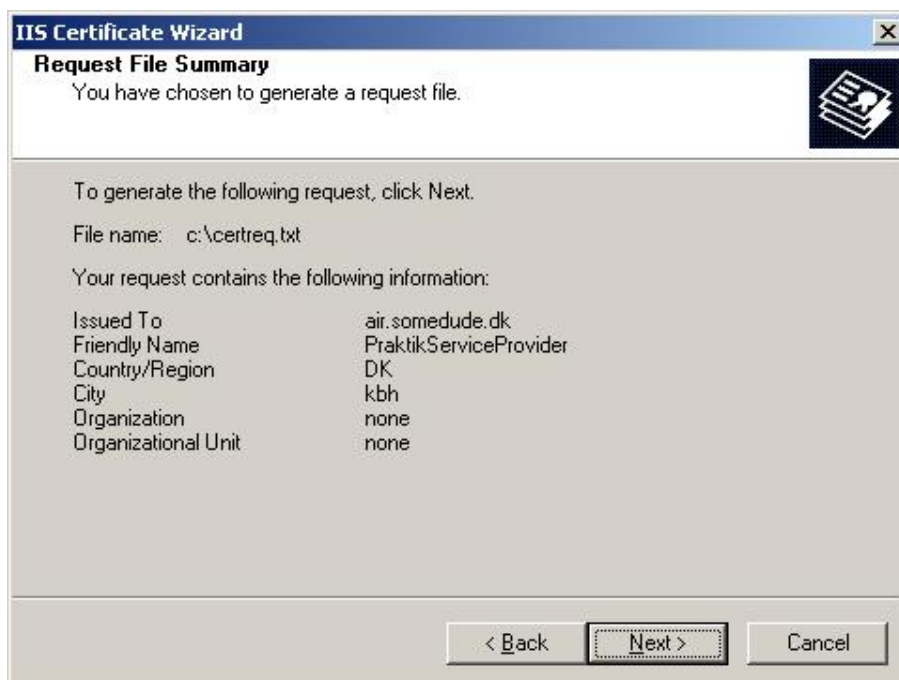 IIS Certificate Wizard
Request File Summary
You have chosen to generate a request file.
To generate the following request, click Next.
File name: c:\certreq.txt
Your request contains the following information:
Issued To air.somedude.dk
Friendly Name PraktikServiceProvider
Country/Region DK
City kbh
Organization none
Organizational Unit none
< Back Next > Cancel